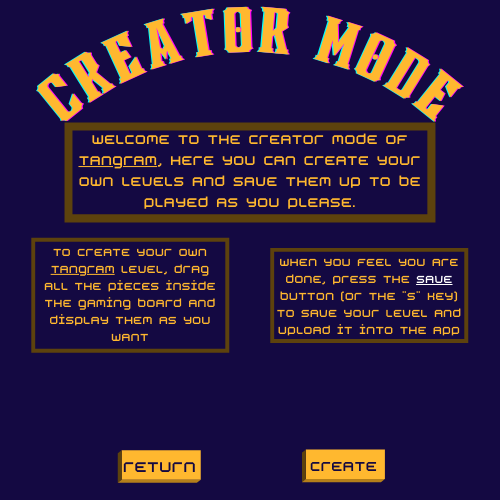 CREATOR MODE
WELCOME TO THE CREATOR MODE OF
TANGRAM, HERE YOU CAN CREATE YOUR
OWN LEVELS AND SAVE THEM UP TO BE
PLAYED AS YOU PLEASE.
TO CREATE YOUR OWN
TANGRAM LEVEL, DRAG
ALL THE PIECES INSIDE
THE GAMING BOARD AND
DISPLAY THEM AS YOU
WANT
WHEN YOU FEEL YOU ARE
DONE, PRESS THE SAVE
BUTTON (OR THE "S" KEY)
TO SAVE YOUR LEVEL AND
UPLOAD IT INTO THE APP
RETURN
CREATE